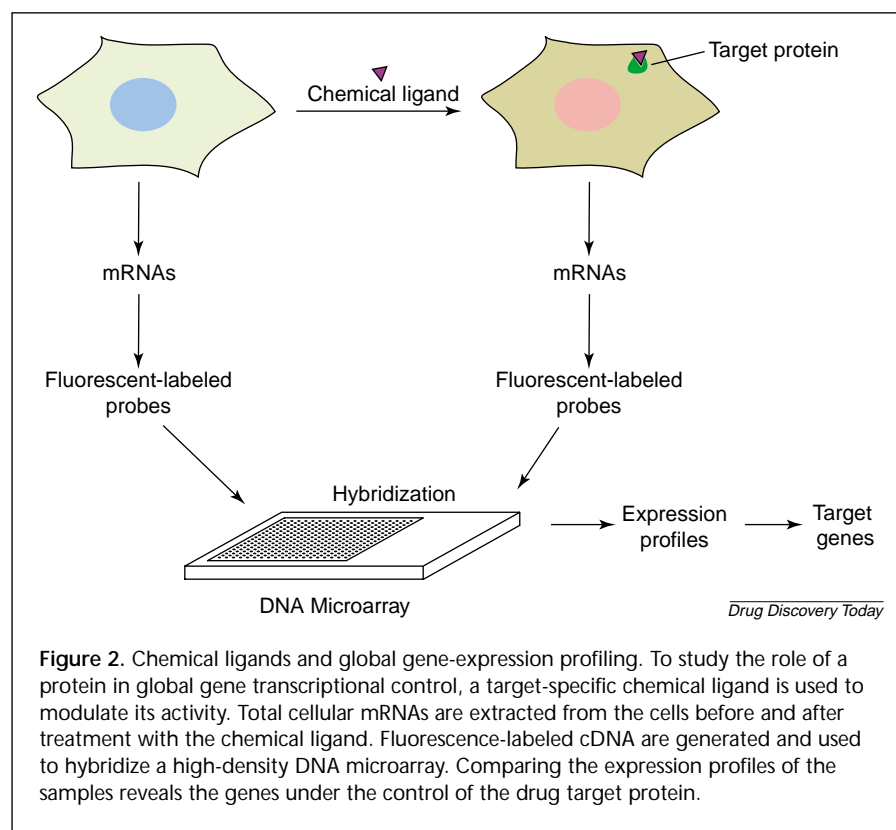 Target protein
Chemical ligand
mRNAs
mRNAs
Fluorescent-labeled
probes
Fluorescent-labeled
probes
Hybridization
Expression
profiles
Target
genes
DNA Microarray
Drug Discovery Today
Figure 2. Chemical ligands and global gene-expression profiling. To study the role of a
protein in global gene transcriptional control, a target-specific chemical ligand is used to
modulate its activity. Total cellular mRNAs are extracted from the cells before and after
treatment with the chemical ligand. Fluorescence-labeled cDNA are generated and used
to hybridize a high-density DNA microarray. Comparing the expression profiles of the
samples reveals the genes under the control of the drug target protein.